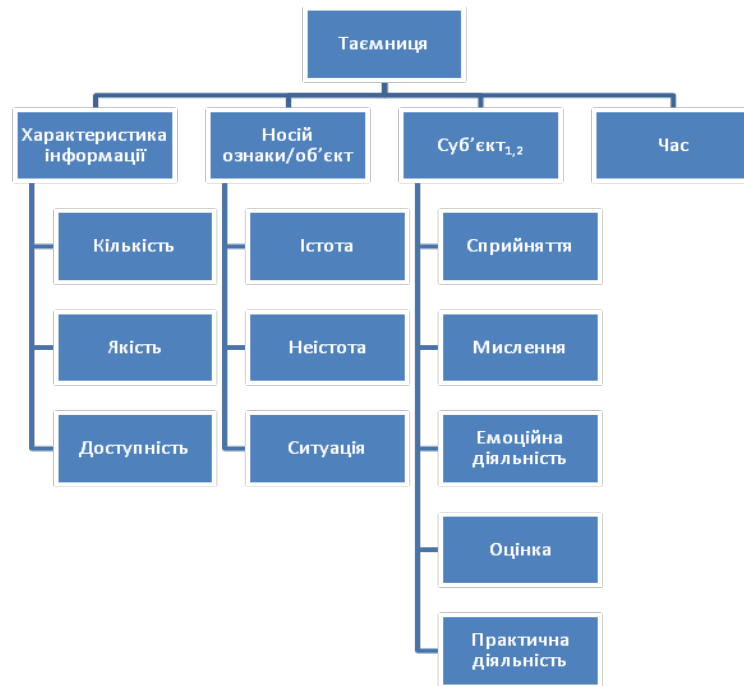 Таємниця
Характеристика
інформації
Носій
ознаки/об’єкт
Суб’єкт1,2
Час
Кількість
Істота
Сприйняття
Якість
Неістота
Мислення
Доступність
Ситуація
Емоційна
діяльність
Оцінка
Практична
діяльність